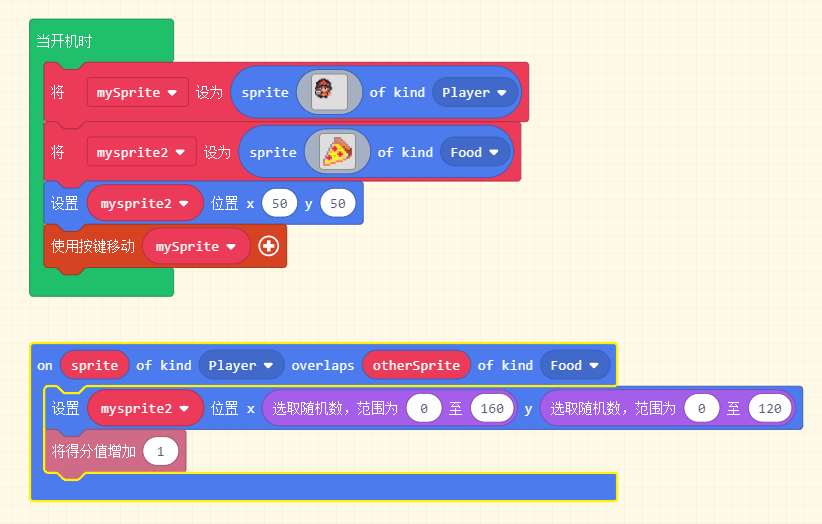 当开机时
将 mySprite 设为 sprite of kind Player
将 mysprite2 设为 sprite of kind Food
设置 mysprite2 位置 x 50 y 50
使用按键移动 mySprite
on sprite of kind Player overlaps otherSprite of kind Food
设置 mysprite2 位置 x 选取随机数，范围为 0 至 160 y 选取随机数，范围为 0 至 120
将得分值增加 1